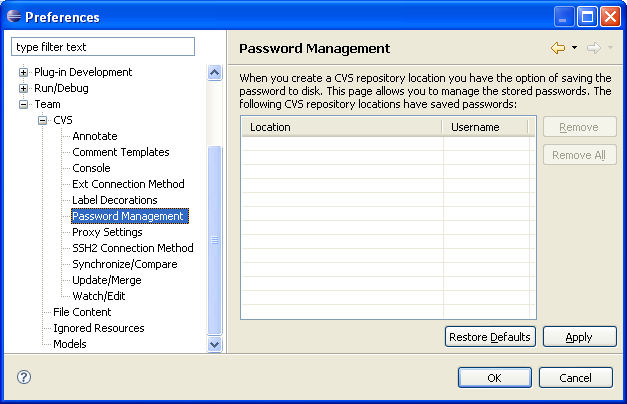 Preferences
type filter text
Plug-in Development
Run/Debug
Team
CVS
Annotate
Comment Templates
Console
Ext Connection Method
Label Decorations
Password Management
Proxy Settings
SSH2 Connection Method
Synchronize/Compare
Update/Merge
Watch/Edit
File Content
Ignored Resources
Models
Password Management
When you create a CVS repository location you have the option of saving the
password to disk. This page allows you to manage the stored passwords. The
following CVS repository locations have saved passwords:
Location Username
Remove
Remove All
Restore Defaults Apply
? OK Cancel